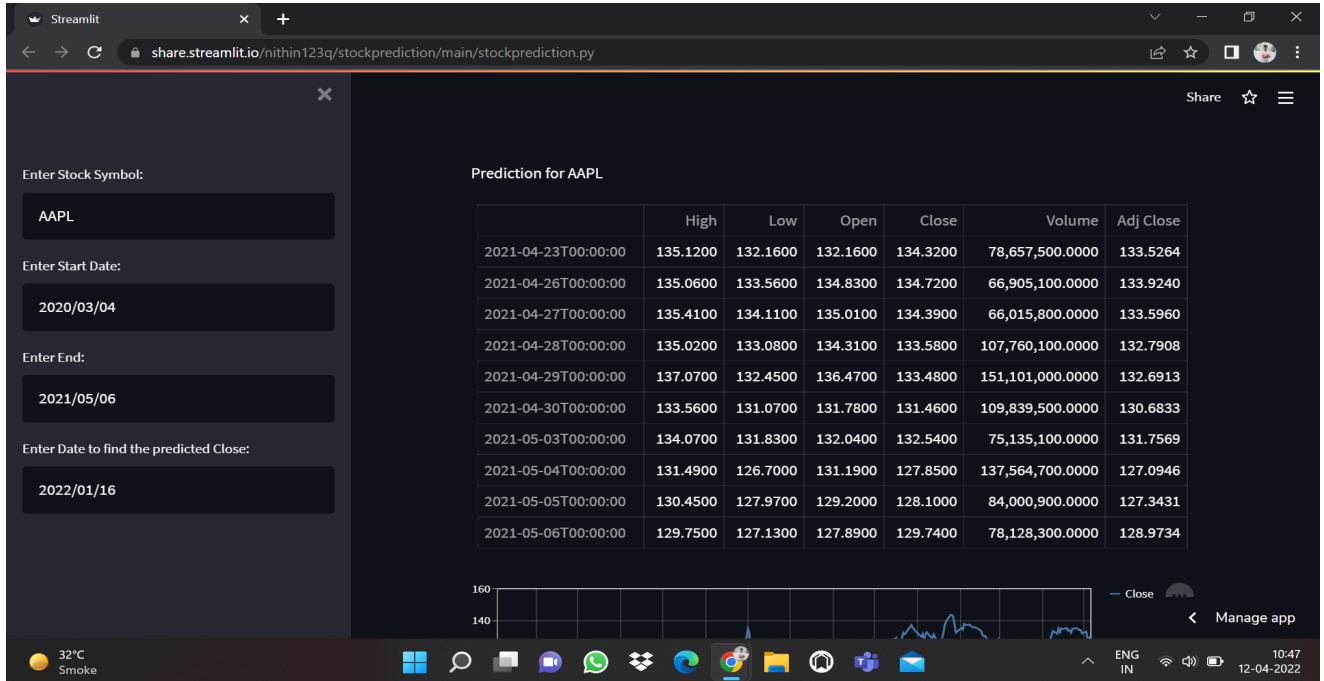 Streamlit
share.streamlit.io/nithin123q/stockprediction/main/stockprediction.py
Share
Enter Stock Symbol:
AAPL
Enter Start Date:
2020/03/04
Enter End:
2021/05/06
Enter Date to find the predicted Close:
2022/01/16
Prediction for AAPL
High Low Open Close Volume Adj Close
2021-04-23T00:00:00 135.1200 132.1600 132.1600 134.3200 78,657,500.0000 133.5264
2021-04-26T00:00:00 135.0600 133.5600 134.8300 134.7200 66,905,100.0000 133.9240
2021-04-27T00:00:00 135.4100 134.1100 135.0100 134.3900 66,015,800.0000 133.5960
2021-04-28T00:00:00 135.0200 133.0800 134.3100 133.5800 107,760,100.0000 132.7908
2021-04-29T00:00:00 137.0700 132.4500 136.4700 133.4800 151,101,000.0000 132.6913
2021-04-30T00:00:00 133.5600 131.0700 131.7800 131.4600 109,839,500.0000 130.6833
2021-05-03T00:00:00 134.0700 131.8300 132.0400 132.5400 75,135,100.0000 131.7569
2021-05-04T00:00:00 131.4900 126.7000 131.1900 127.8500 137,564,700.0000 127.0946
2021-05-05T00:00:00 130.4500 127.9700 129.2000 128.1000 84,000,900.0000 127.3431
2021-05-06T00:00:00 129.7500 127.1300 127.8900 129.7400 78,128,300.0000 128.9734
160
140
Close
Manage app
32°C
Smoke
ENG
IN
10:47
12-04-2022